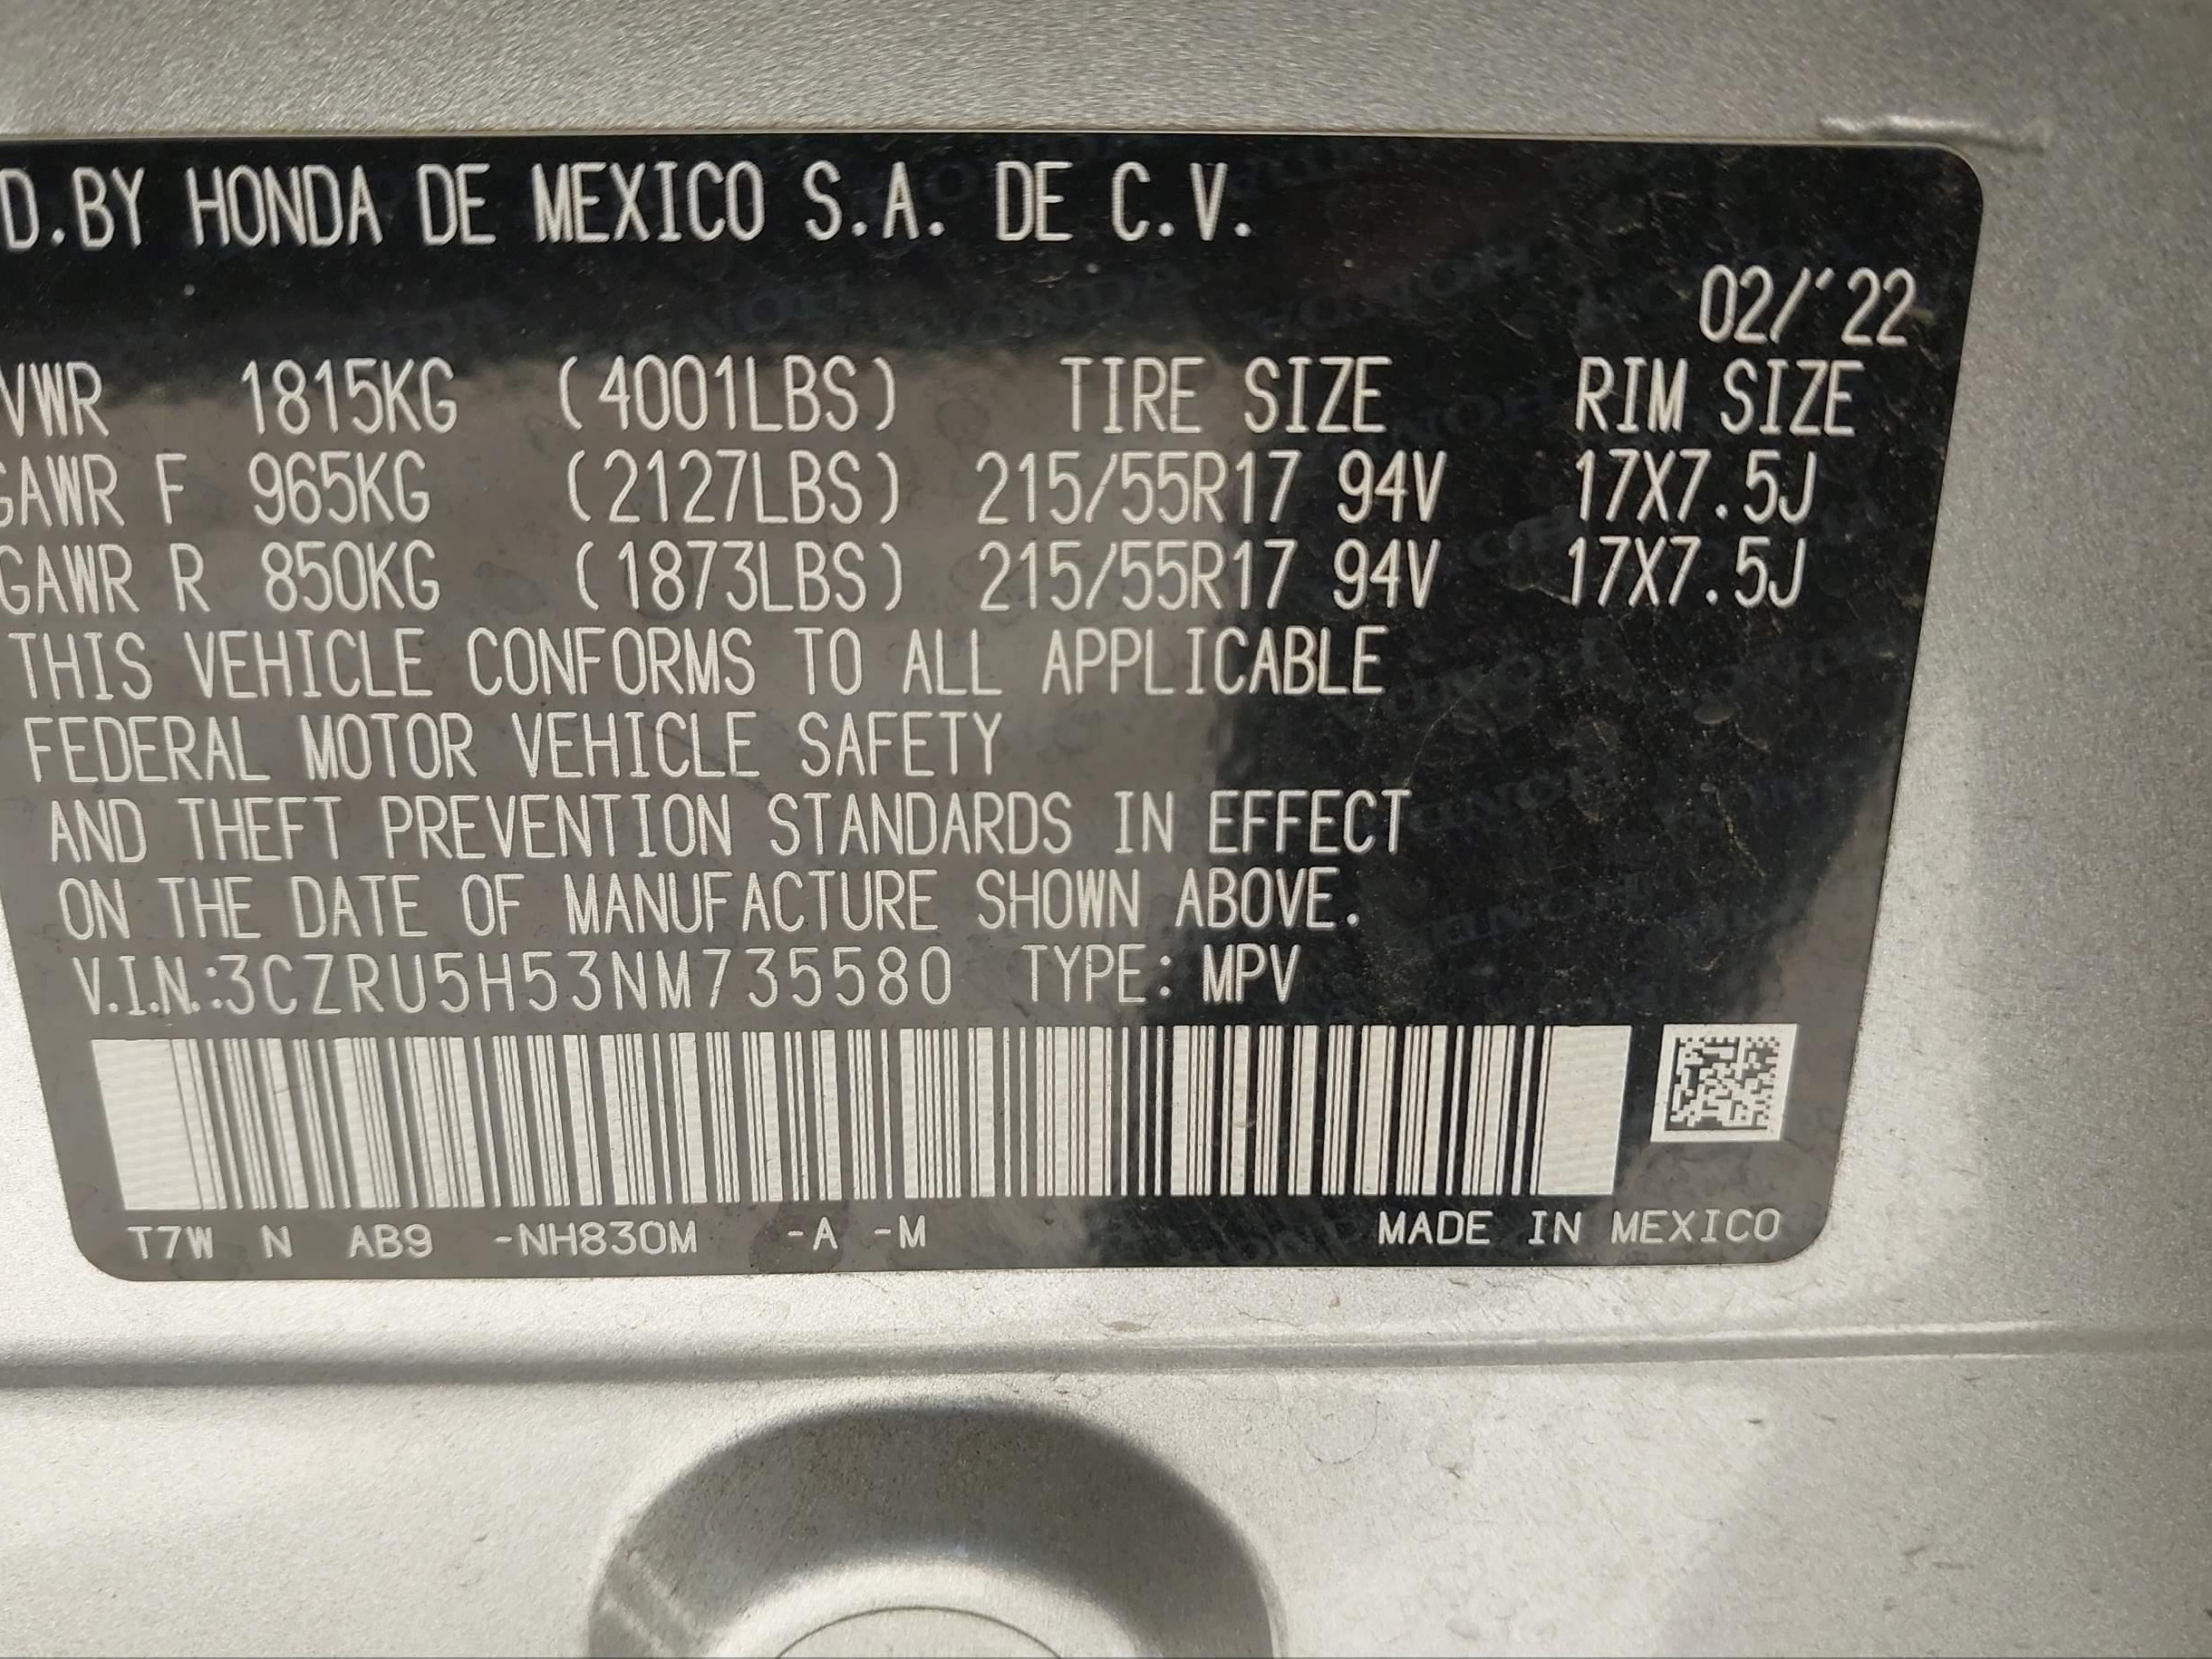 D.BY HONDA DE MEXICO S.A. DE C.V.
02/'22
VWR 1815KG (4001LBS) TIRE SIZE RIM SIZE
GAWR F 965KG (2127LBS) 215/55R17 94V 17X7.5J
GAWR R 850KG (1873LBS) 215/55R17 94V 17X7.5J
THIS VEHICLE CONFORMS TO ALL APPLICABLE
FEDERAL MOTOR VEHICLE SAFETY
AND THEFT PREVENTION STANDARDS IN EFFECT
ON THE DATE OF MANUFACTURE SHOWN ABOVE.
V.I.N.:3CZRU5H53NM735580 TYPE: MPV
T7W N AB9 -NH830M -A -M MADE IN MEXICO